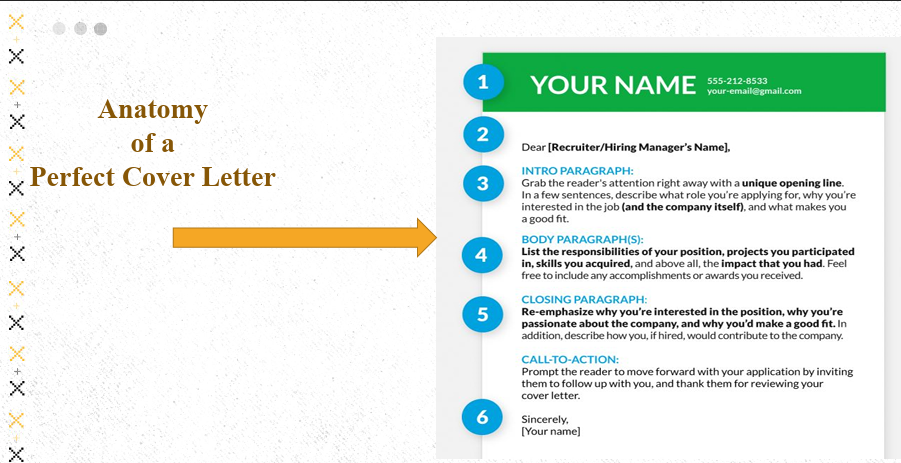 Anatomy
of a
Perfect Cover Letter
1
YOUR NAME
555-212-8533
your-email@gmail.com
2
Dear [Recruiter/Hiring Manager's Name],
3
INTRO PARAGRAPH:
Grab the reader's attention right away with a unique opening line.
In a few sentences, describe what role you're applying for, why you're
interested in the job (and the company itself), and what makes you
a good fit.
4
BODY PARAGRAPH(S):
List the responsibilities of your position, projects you participated
in, skills you acquired, and above all, the impact that you had. Feel
free to include any accomplishments or awards you received.
5
CLOSING PARAGRAPH:
Re-emphasize why you're interested in the position, why you're
passionate about the company, and why you'd make a good fit. In
addition, describe how you, if hired, would contribute to the company.
CALL-TO-ACTION:
Prompt the reader to move forward with your application by inviting
them to follow up with you, and thank them for reviewing your
cover letter.
6
Sincerely,
[Your name]